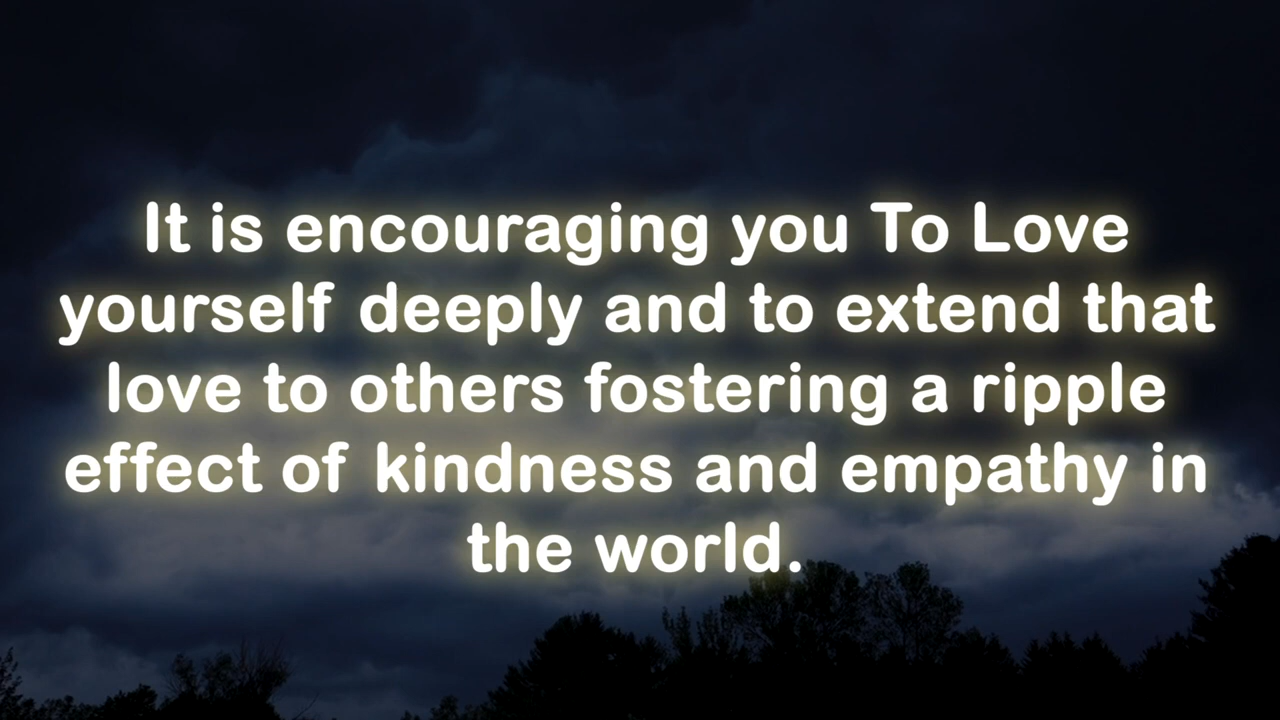 It is encouraging you To Love
yourself deeply and to extend that
love to others fostering a ripple
effect of kindness and empathy in
the world.